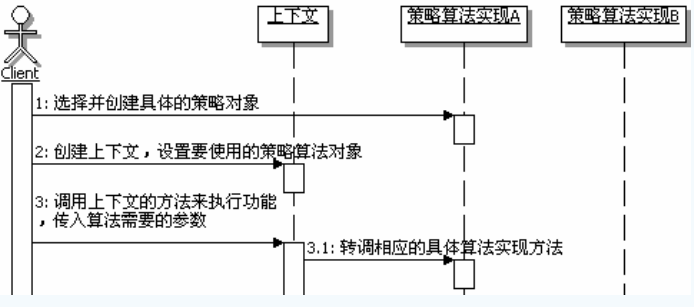 上下文
策略算法实现A
策略算法实现B
Client
1: 选择并创建具体的策略对象
2: 创建上下文，设置要使用的策略算法对象
3: 调用上下文的方法来执行功能
，传入算法需要的参数
3.1: 转调相应的具体算法实现方法